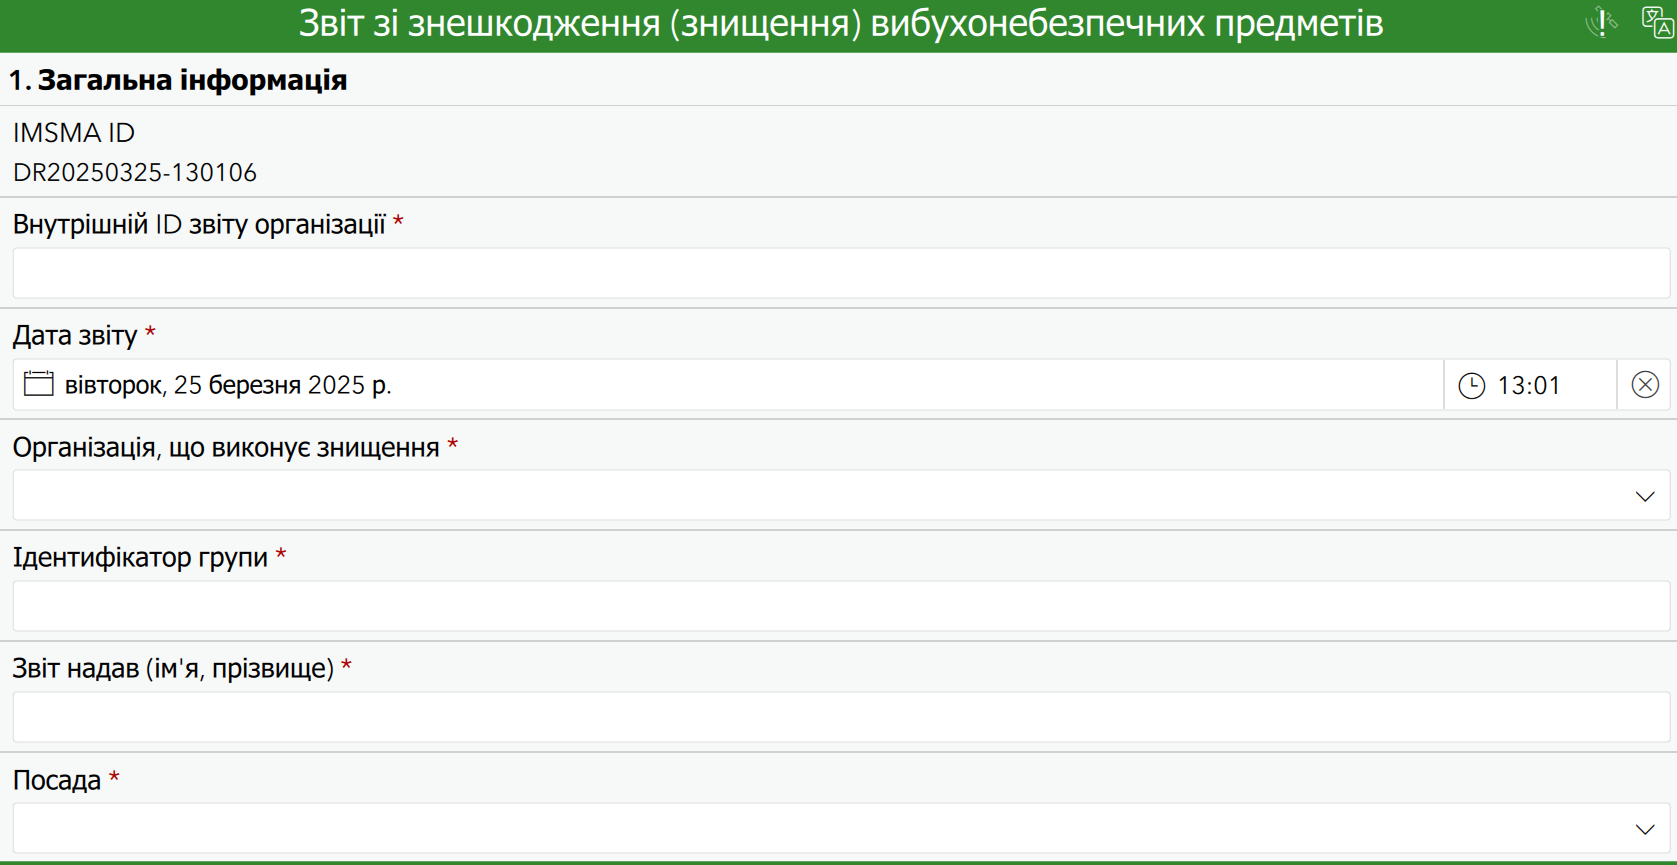 Звіт зі знешкодження (знищення) вибухонебезпечних предметів
1. Загальна інформація
IMSMA ID
DR20250325-130106
Внутрішній ID звіту організації *
Дата звіту *
вівторок, 25 березня 2025 р. 13:01
Організація, що виконує знищення *
Ідентифікатор групи *
Звіт надав (ім'я, прізвище) *
Посада *